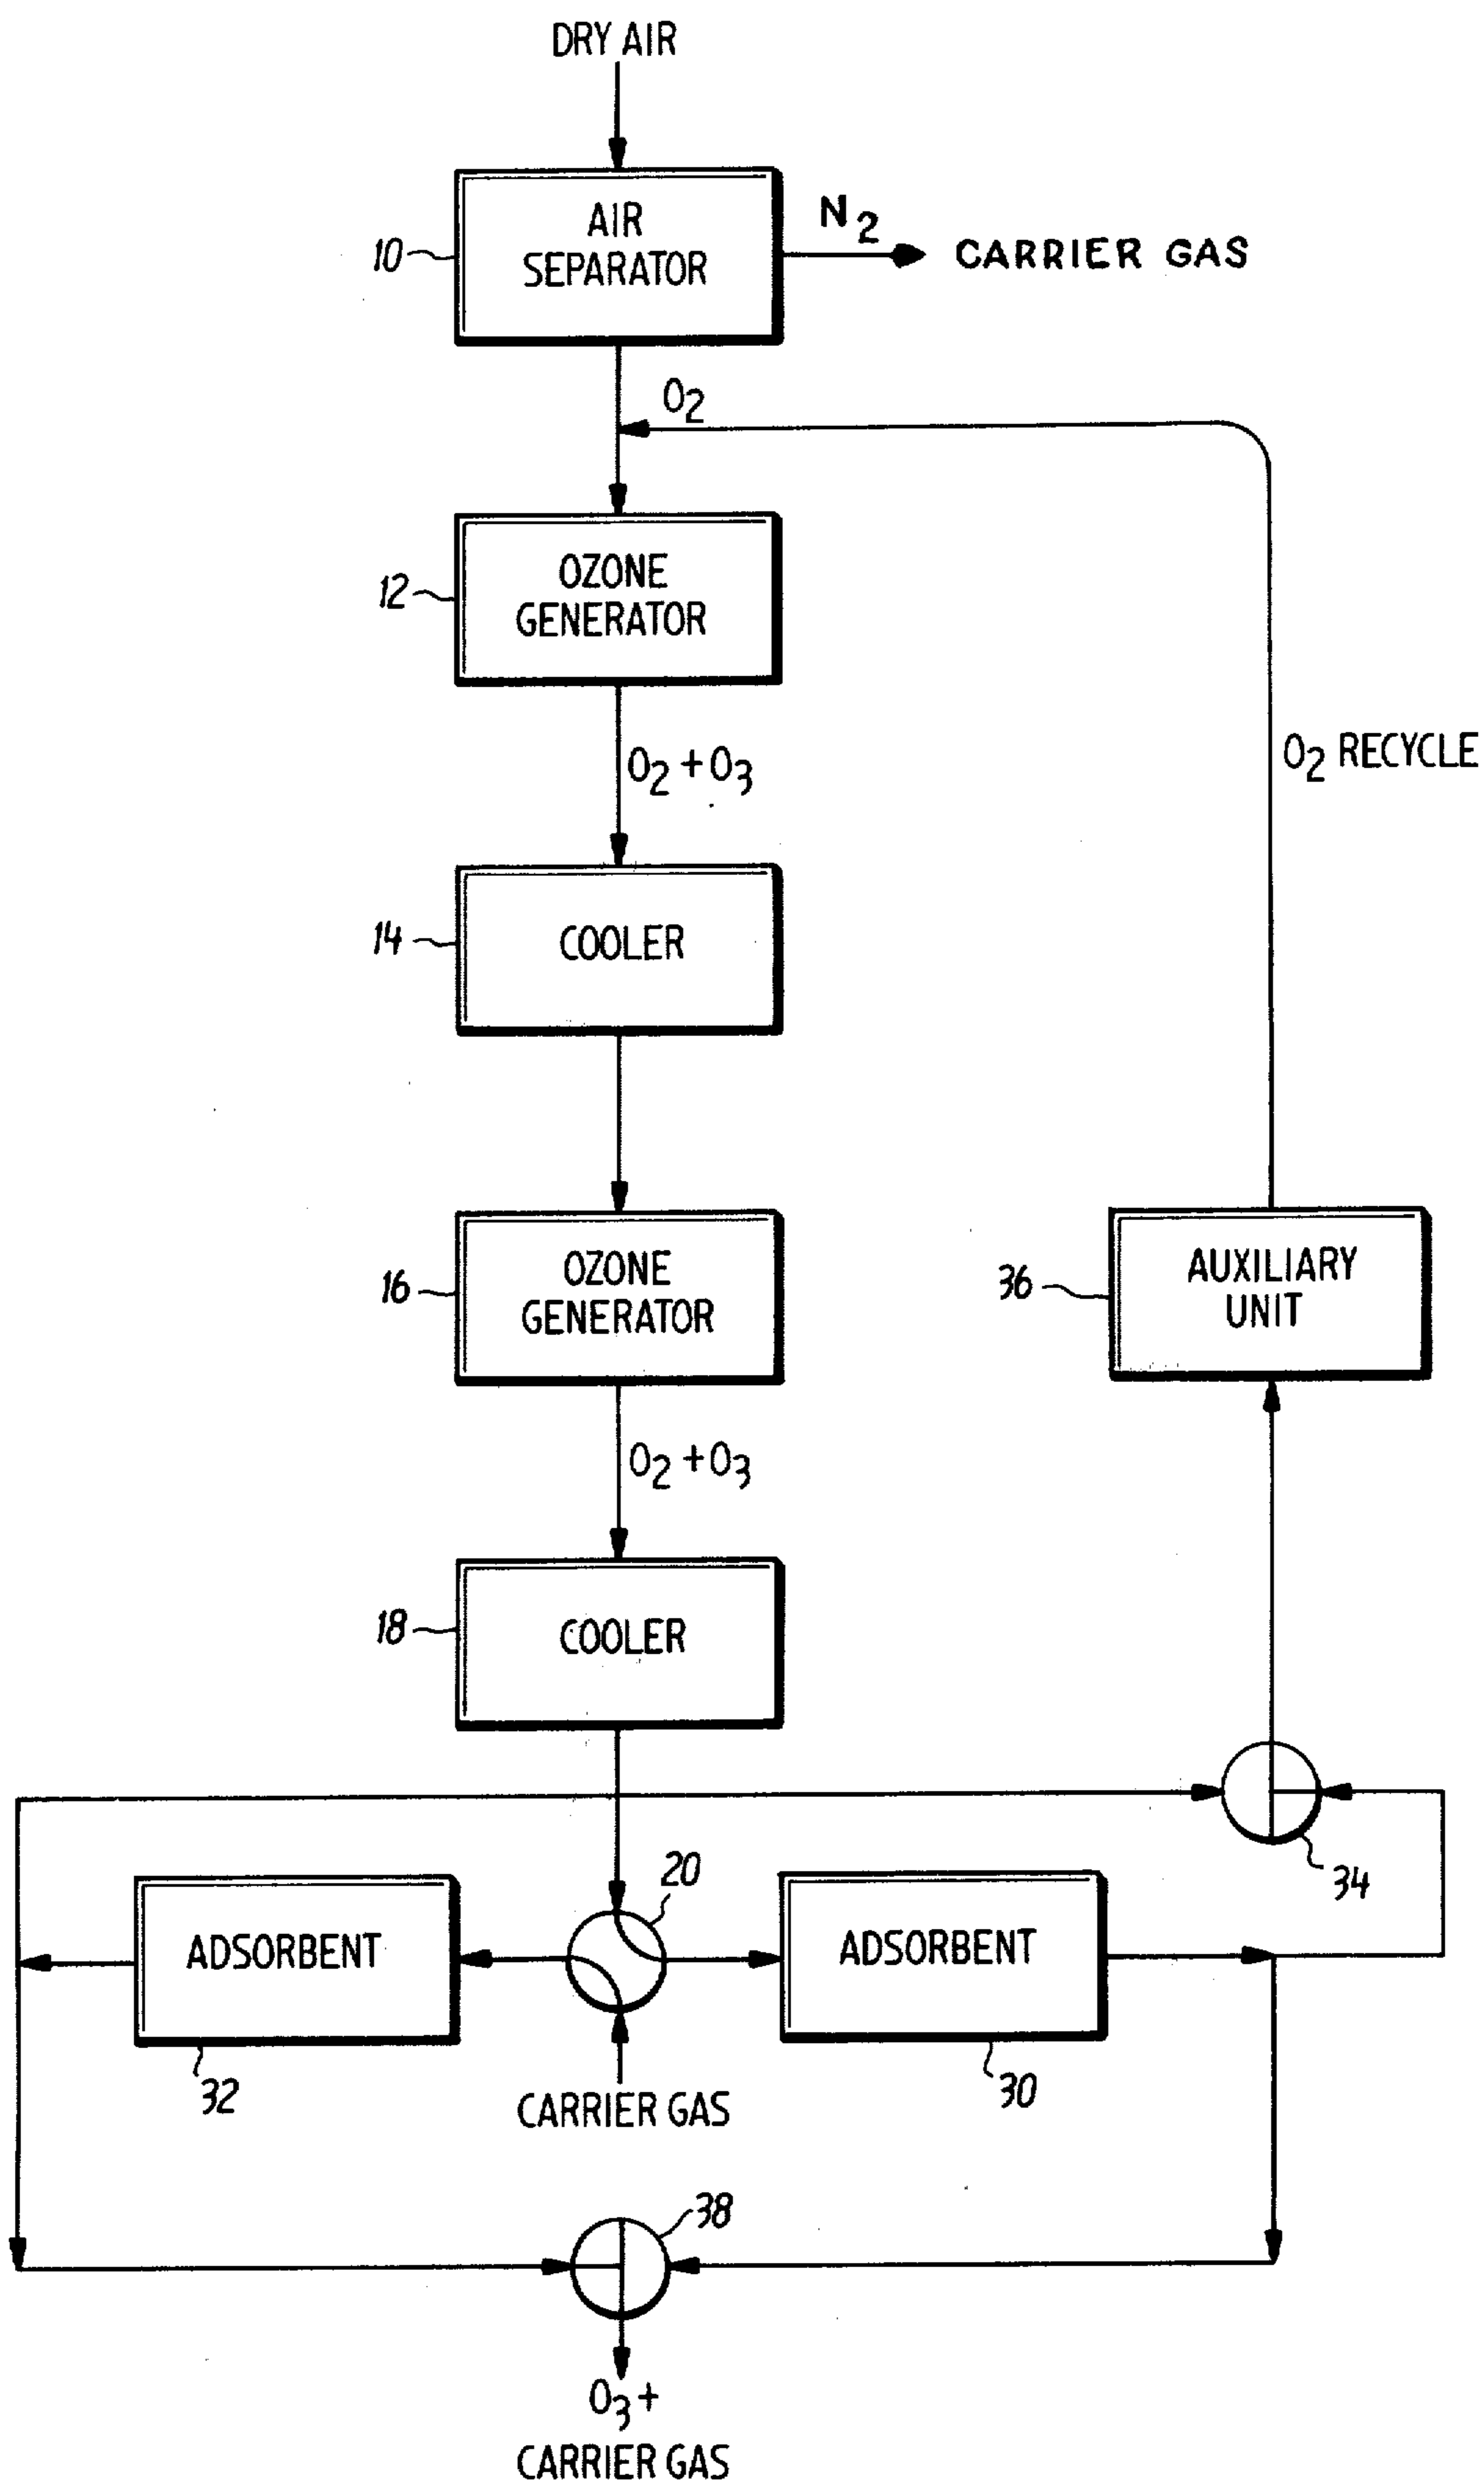 DRY AIR
AIR
SEPARATOR
10
N2
CARRIER GAS
O2
OZONE
GENERATOR
12
O2 + O3
O2 RECYCLE
COOLER
14
OZONE
GENERATOR
16
AUXILIARY
UNIT
36
O2 + O3
COOLER
18
20
34
ADSORBENT
ADSORBENT
32
30
CARRIER GAS
38
O3 +
CARRIER GAS